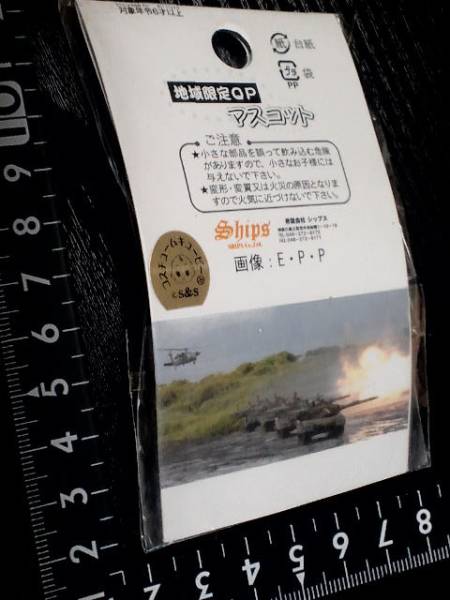 対象年令6才以上
紙 台紙
プラ 袋
PP
地域限定QP
マスコット
ご注意
★小さな部品を誤って飲み込む危険
がありますので、小さなお子様には
与えないで下さい。
★変形・変質又は火災の原因となりま
すので火気に近づけないで下さい。
Ships
株式会社 シップス
コスチュームキューピー®
©S&S
画像:E・P・P
9
8
7
6
5
4
3
2
1
2
3
4
5
6
7
8